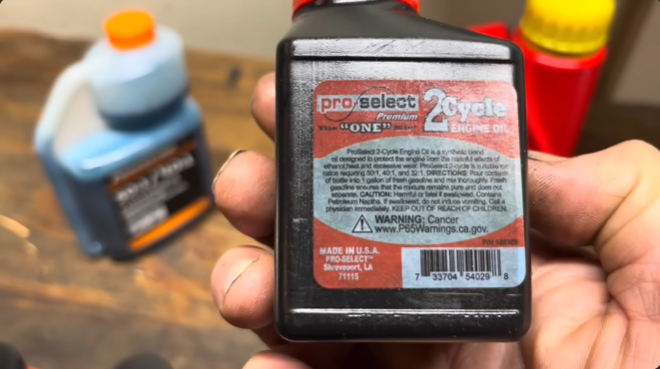 pro/select
Premium
The "ONE"
2Cycle
ENGINE OIL
ProSelect 2-Cycle Engine Oil is a synthetic blend
oil designed to protect the engine from the harmful effects of
ethanol, heat and excessive wear. ProSelect is suitable for
ratios requiring 50:1, 40:1, and 32:1. DIRECTIONS: Pour contents
of bottle into 1 gallon of fresh gasoline and mix thoroughly. Fresh
gasoline ensures that the mixture remains pure and does not
separate. CAUTION: Harmful or fatal if swallowed. Contains
Petroleum Naptha. If swallowed, do not induce vomiting. Call a
physician immediately. KEEP OUT OF REACH OF CHILDREN.
WARNING: Cancer
www.P65Warnings.ca.gov.
MADE IN U.S.A.
PRO-SELECT™
Shreveport, LA
71115
7 33704 54029 8